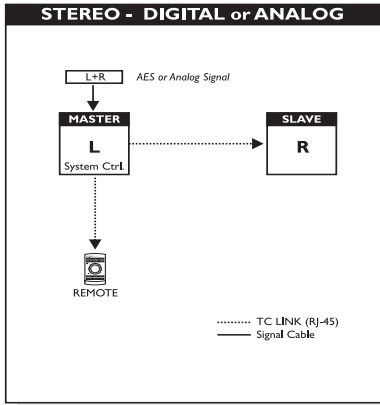 STEREO - DIGITAL or ANALOG
L+R
AES or Analog Signal
MASTER
L
System Ctrl.
SLAVE
R
REMOTE
TC LINK (RJ-45)
Signal Cable